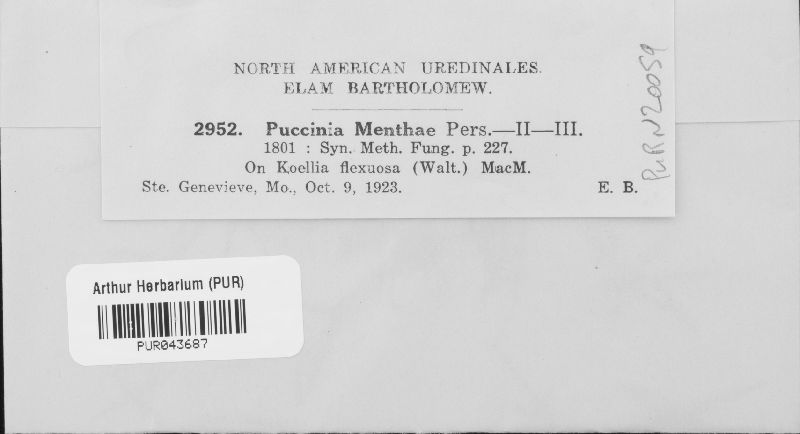 NORTH AMERICAN UREDINALES.
ELAM BARTHOLOMEW.
2952. Puccinia Menthae Pers.—II—III.
1801 : Syn. Meth. Fung. p. 227.
On Koellia flexuosa (Walt.) MacM.
Ste. Genevieve, Mo., Oct. 9, 1923. E. B.
PUR N20059
Arthur Herbarium (PUR)
PUR043687